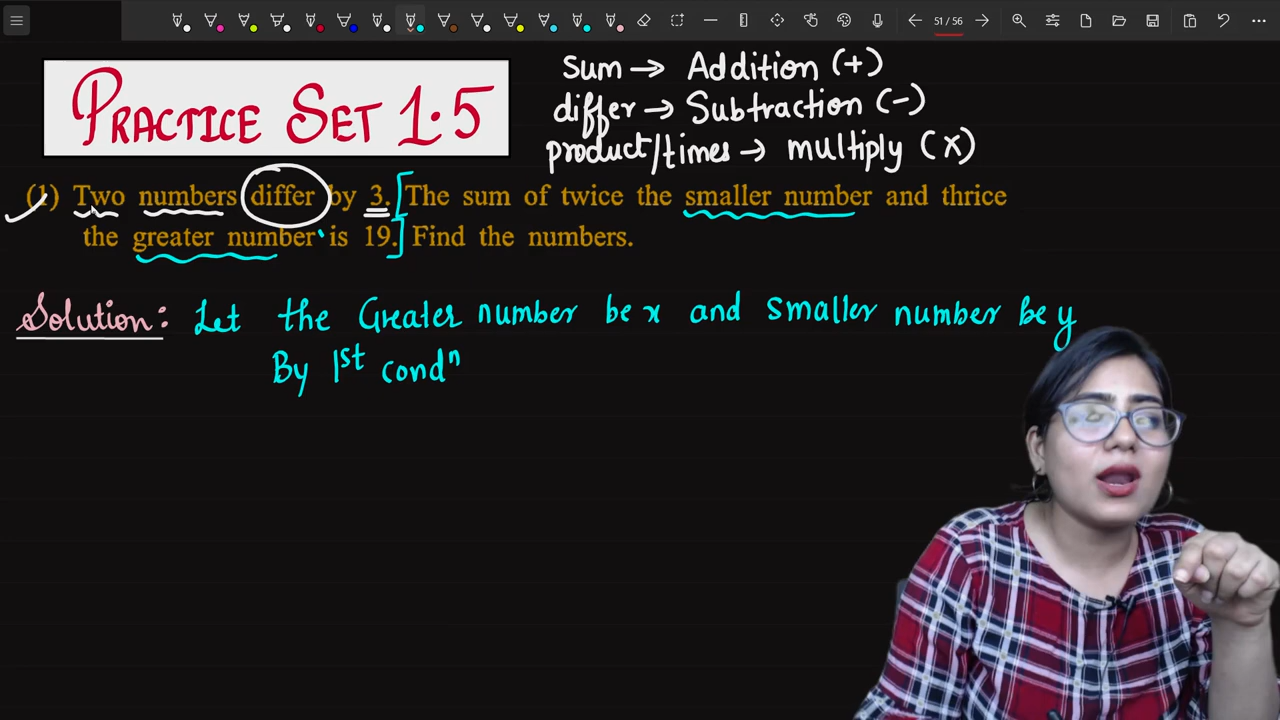 51 / 56
PRACTICE SET 1.5
Sum → Addition (+)
differ → Subtraction (-)
product/times → multiply (x)
(1) Two numbers differ by 3. [The sum of twice the smaller number and thrice
the greater number is 19.] Find the numbers.
Solution: Let the Greater number be x and smaller number be y
By 1st condn